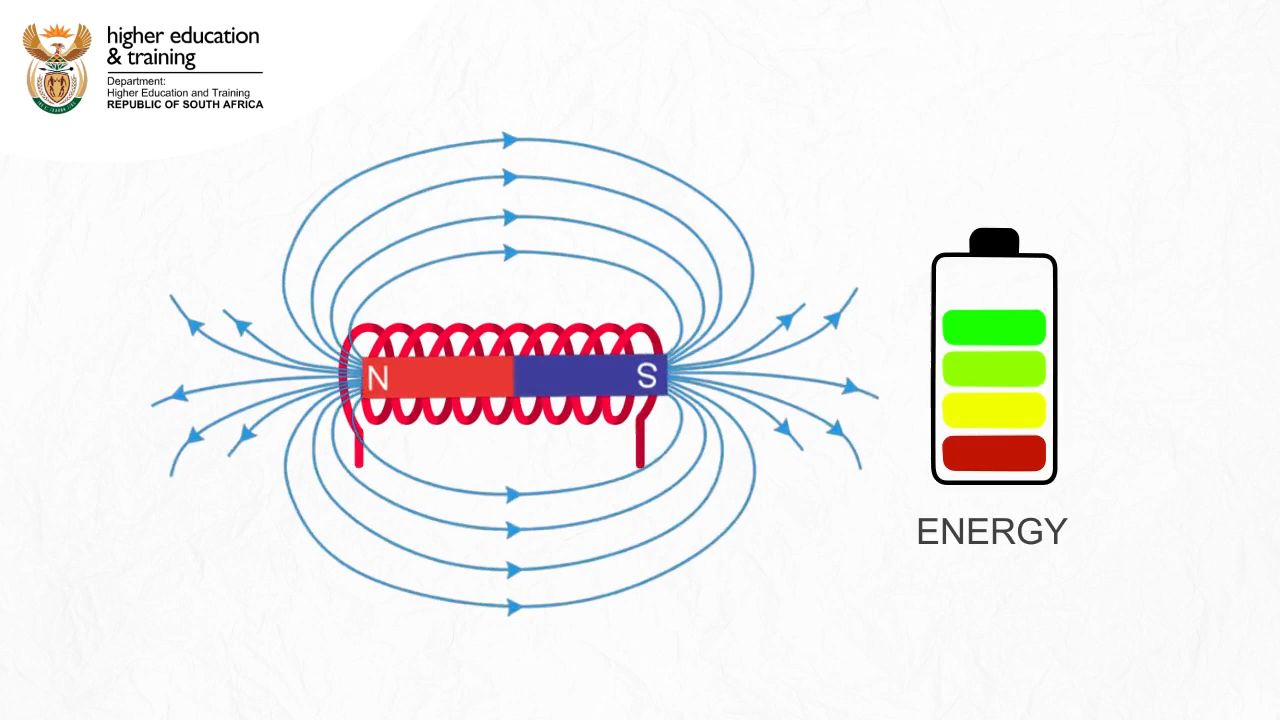 higher education
& training
Department:
Higher Education and Training
REPUBLIC OF SOUTH AFRICA
N
S
ENERGY